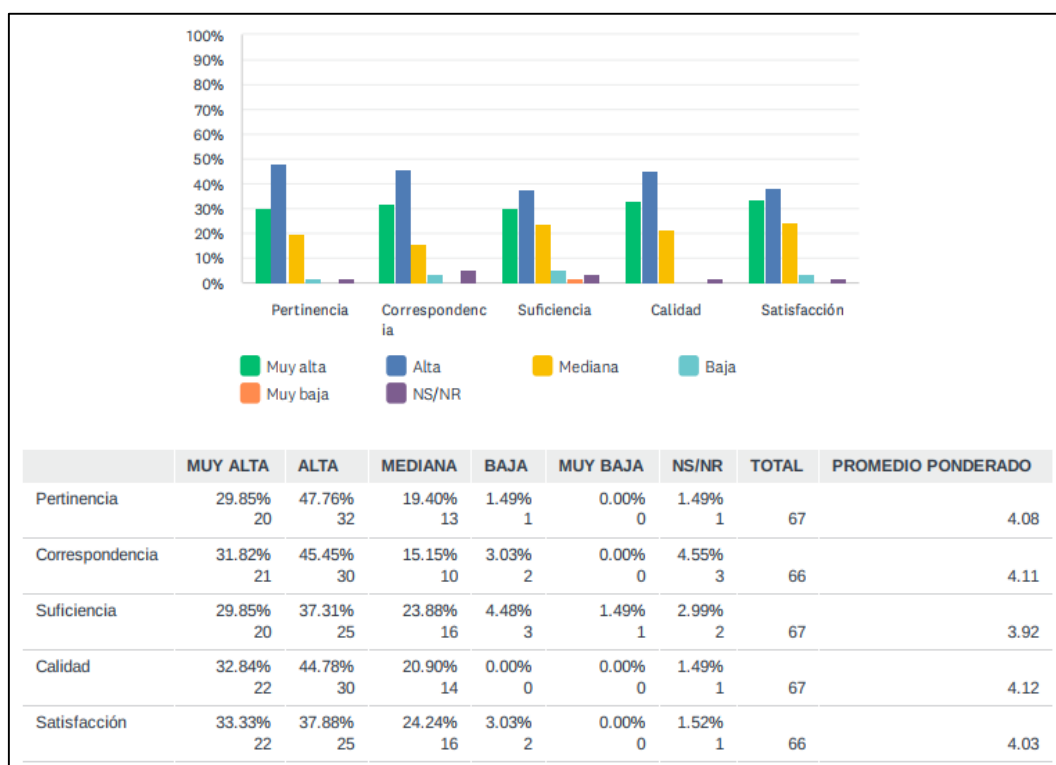 100%
90%
80%
70%
60%
50%
40%
30%
20%
10%
0%
Pertinencia Correspondenc Suficiencia Calidad Satisfacción
ia
Muy alta Alta Mediana Baja
Muy baja NS/NR
MUY ALTA ALTA MEDIANA BAJA MUY BAJA NS/NR TOTAL PROMEDIO PONDERADO
Pertinencia 29.85% 47.76% 19.40% 1.49% 0.00% 1.49%
20 32 13 1 0 1 67 4.08
Correspondencia 31.82% 45.45% 15.15% 3.03% 0.00% 4.55%
21 30 10 2 0 3 66 4.11
Suficiencia 29.85% 37.31% 23.88% 4.48% 1.49% 2.99%
20 25 16 3 1 2 67 3.92
Calidad 32.84% 44.78% 20.90% 0.00% 0.00% 1.49%
22 30 14 0 0 1 67 4.12
Satisfacción 33.33% 37.88% 24.24% 3.03% 0.00% 1.52%
22 25 16 2 0 1 66 4.03